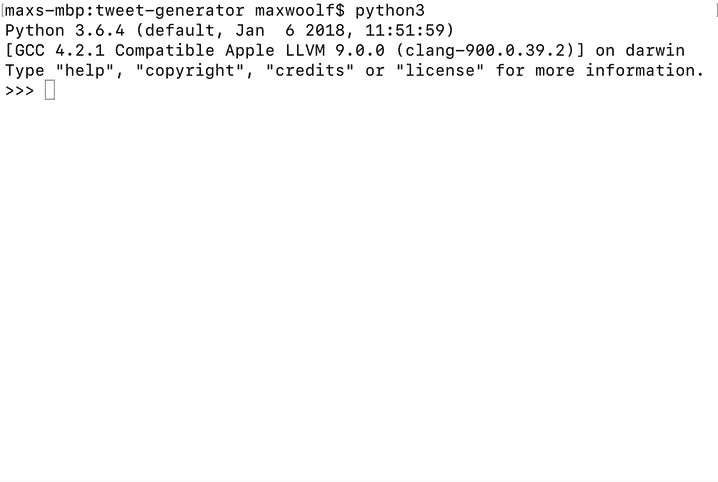 maxs-mbp:tweet-generator maxwoolf$ python3
Python 3.6.4 (default, Jan  6 2018, 11:51:59)
[GCC 4.2.1 Compatible Apple LLVM 9.0.0 (clang-900.0.39.2)] on darwin
Type "help", "copyright", "credits" or "license" for more information.
>>>